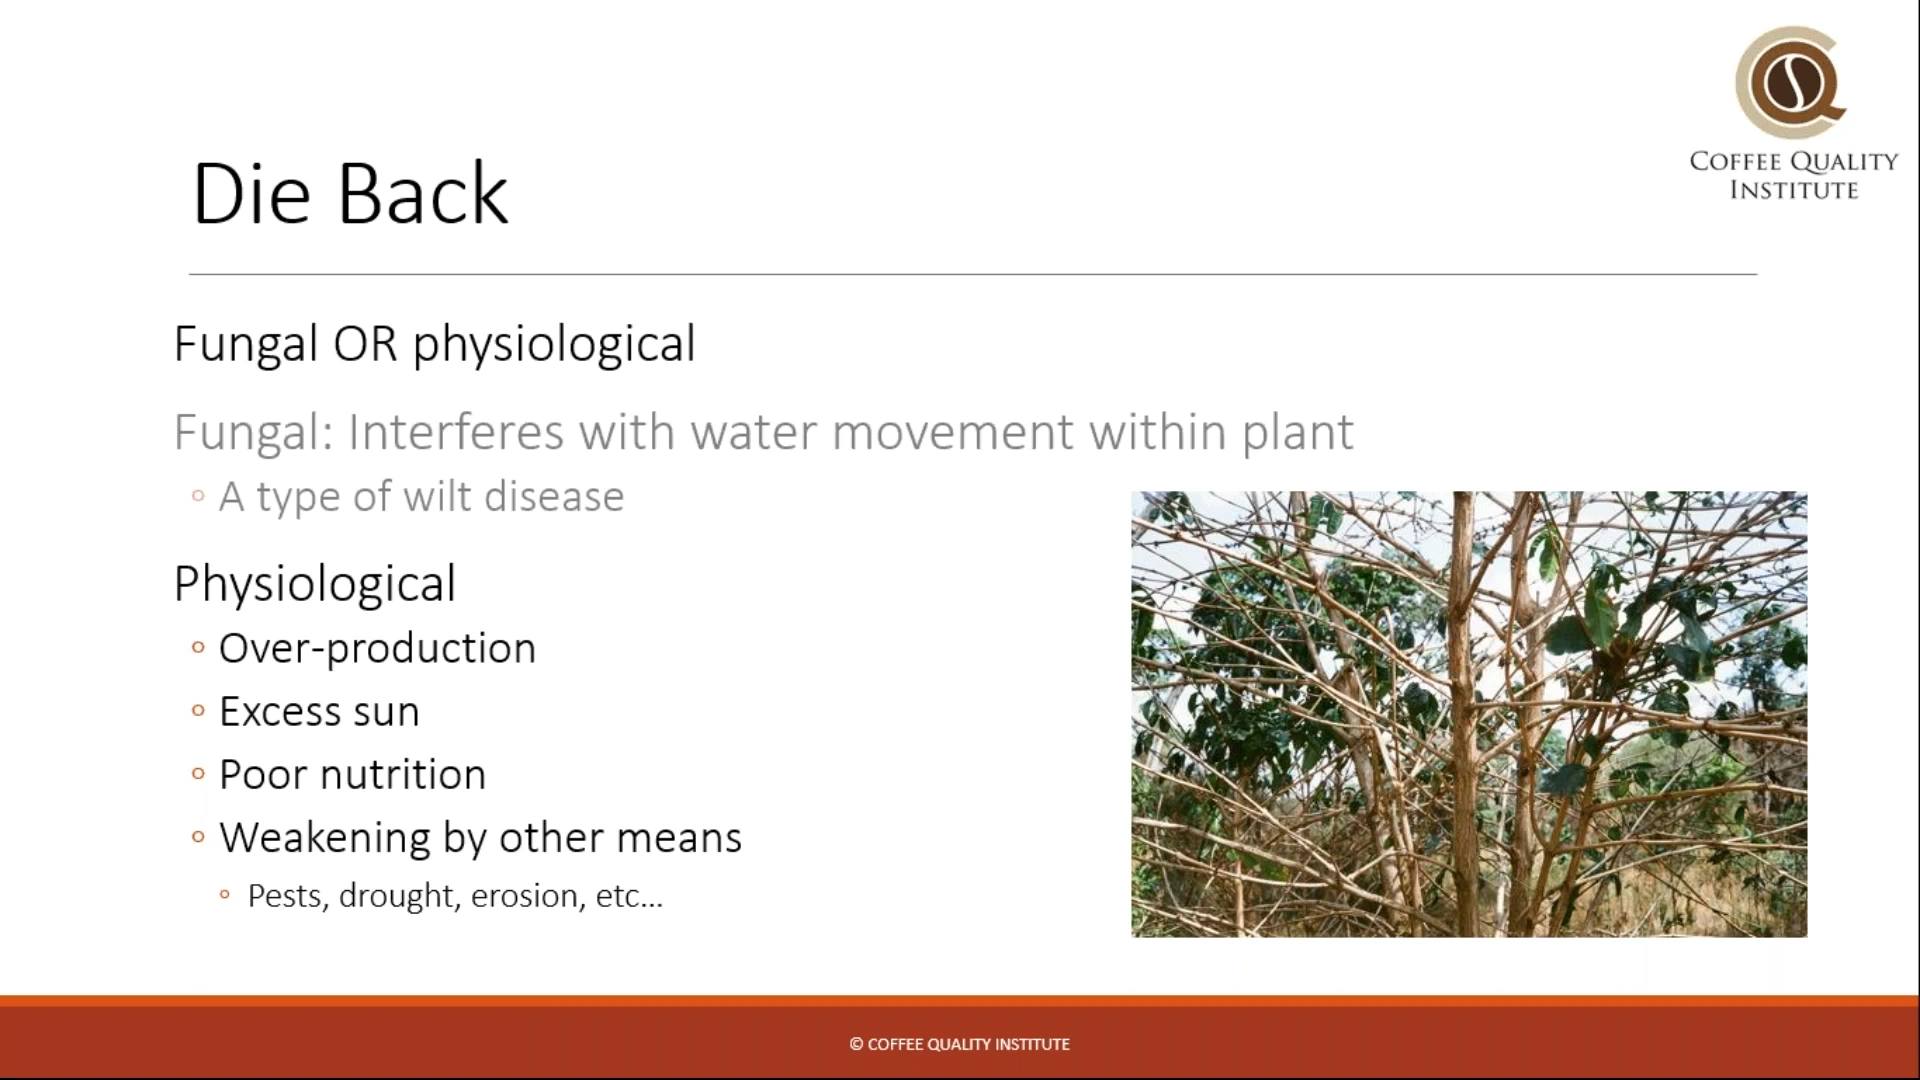 COFFEE QUALITY
INSTITUTE
Die Back
Fungal OR physiological
Fungal: Interferes with water movement within plant
◦ A type of wilt disease
Physiological
◦ Over-production
◦ Excess sun
◦ Poor nutrition
◦ Weakening by other means
◦ Pests, drought, erosion, etc...
© COFFEE QUALITY INSTITUTE